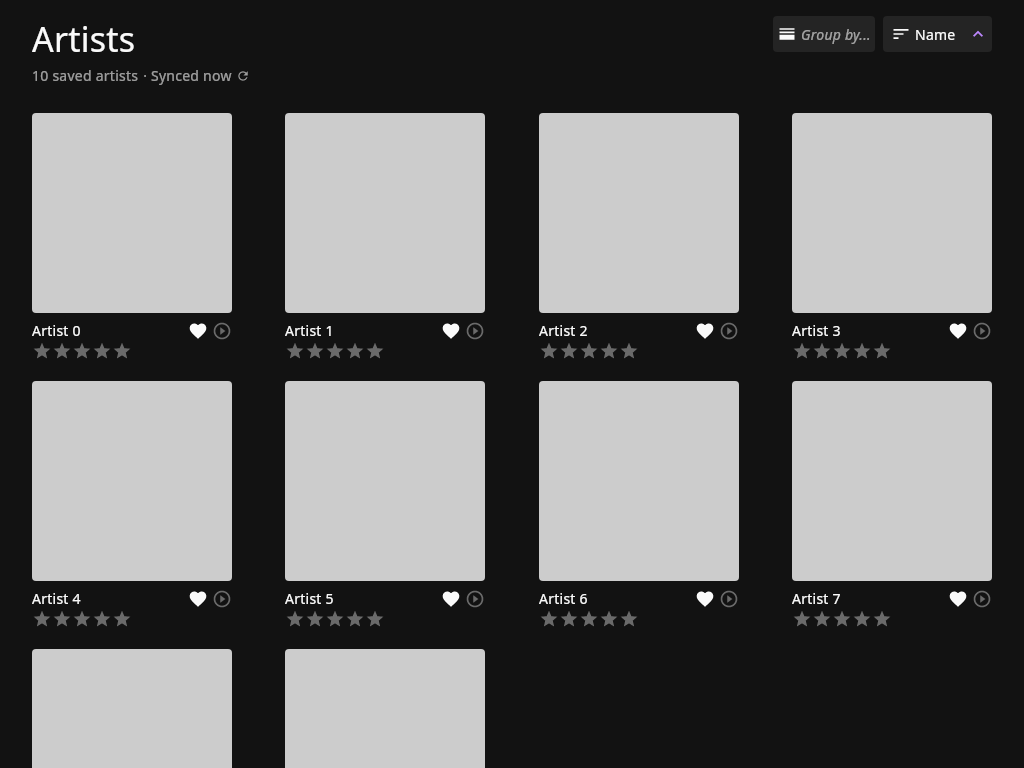 Artists
Group by...
Name
10 saved artists · Synced now
Artist 0
Artist 1
Artist 2
Artist 3
Artist 4
Artist 5
Artist 6
Artist 7